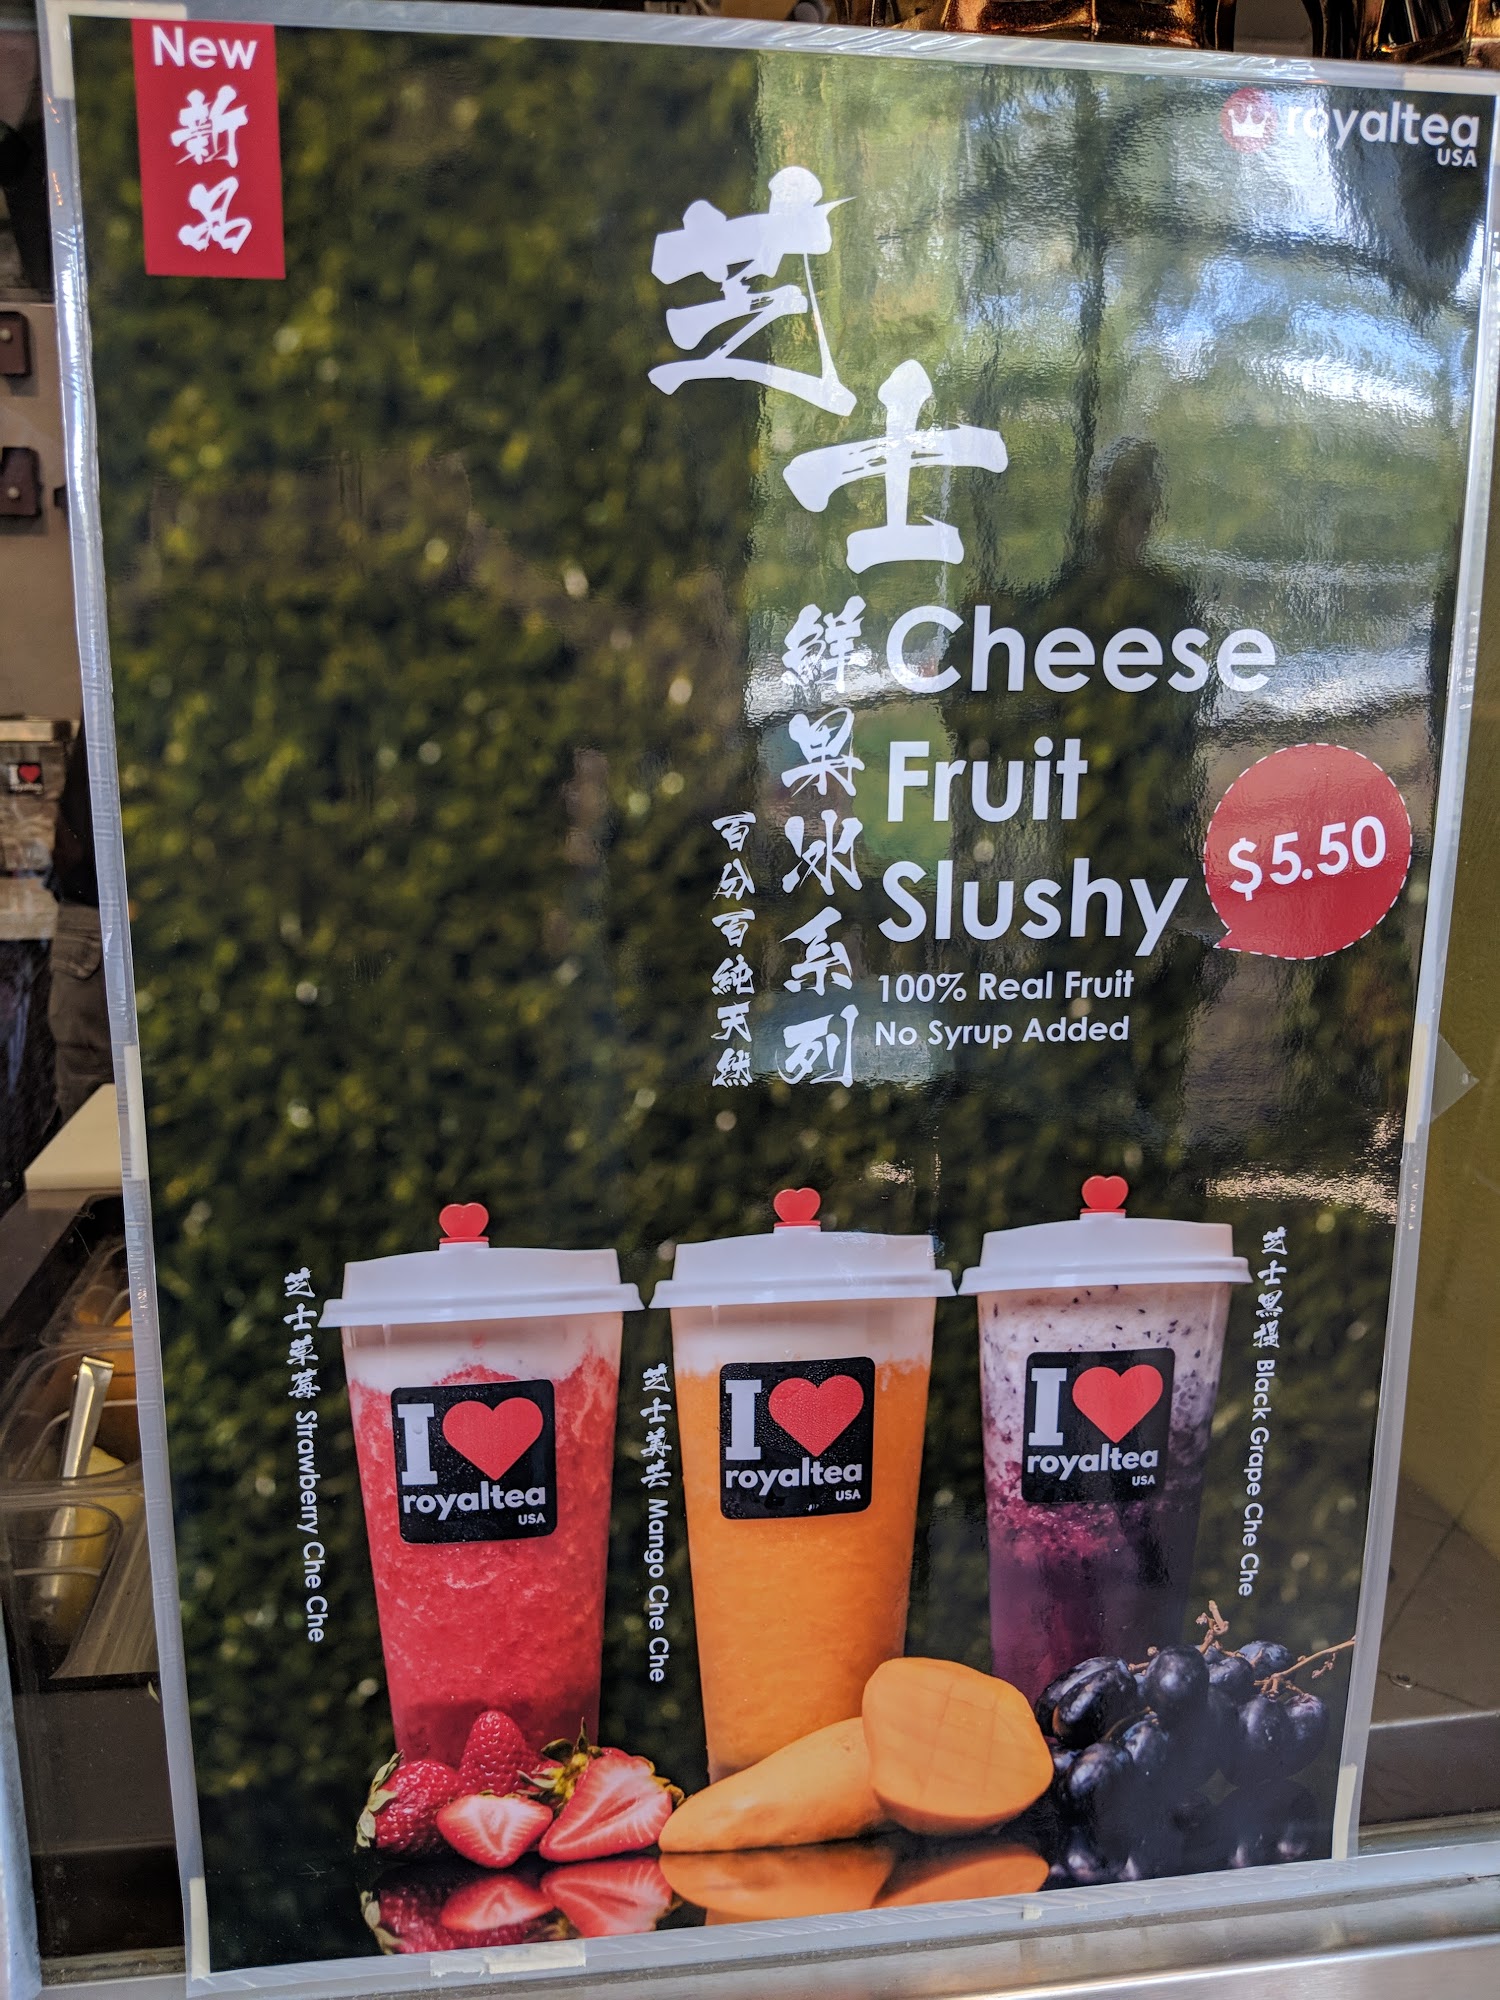 New
新品
royaltea
USA
芝士
鮮果冰系列
百分百純天然
Cheese
Fruit
Slushy
$5.50
100% Real Fruit
No Syrup Added
芝士草莓 Strawberry Che Che
芝士芒 Mango Che Che
芝士黑提 Black Grape Che Che
I ♥
royaltea
USA
I ♥
royaltea
USA
I ♥
royaltea
USA